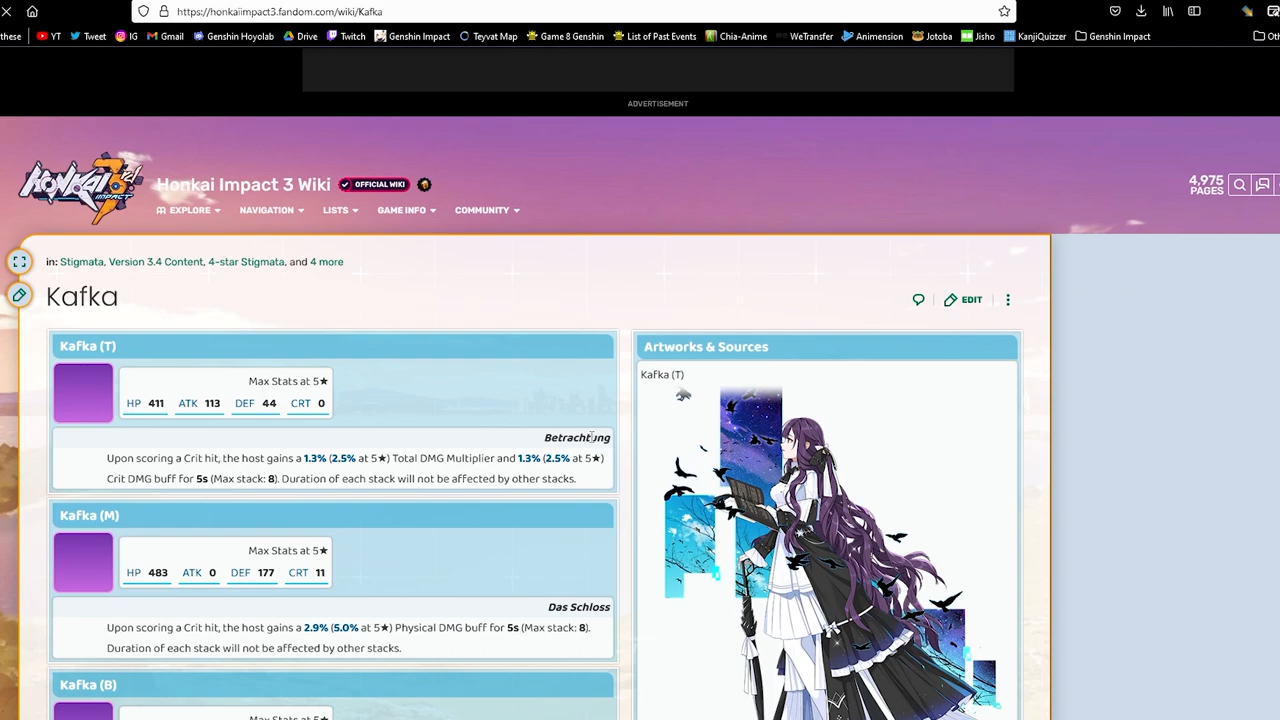 https://honkaiimpact3.fandom.com/wiki/Kafka
these YT Tweet IG Gmail Genshin Hoyolab Drive Twitch Genshin Impact Teyvat Map Game 8 Genshin List of Past Events Chia-Anime WeTransfer Animension Jotoba Jisho KanjiQuizzer Genshin Impact Oth
ADVERTISEMENT
HONKAI 3rd IMPACT
Honkai Impact 3 Wiki OFFICIAL WIKI
4,975 PAGES
EXPLORE NAVIGATION LISTS GAME INFO COMMUNITY
in: Stigmata, Version 3.4 Content, 4-star Stigmata, and 4 more
Kafka
EDIT
Kafka (T)
Max Stats at 5★
HP 411 ATK 113 DEF 44 CRT 0
Betrachtung
Upon scoring a Crit hit, the host gains a 1.3% (2.5% at 5★) Total DMG Multiplier and 1.3% (2.5% at 5★)
Crit DMG buff for 5s (Max stack: 8). Duration of each stack will not be affected by other stacks.
Kafka (M)
Max Stats at 5★
HP 483 ATK 0 DEF 177 CRT 11
Das Schloss
Upon scoring a Crit hit, the host gains a 2.9% (5.0% at 5★) Physical DMG buff for 5s (Max stack: 8).
Duration of each stack will not be affected by other stacks.
Kafka (B)
Max Stats at 5★
Artworks & Sources
Kafka (T)